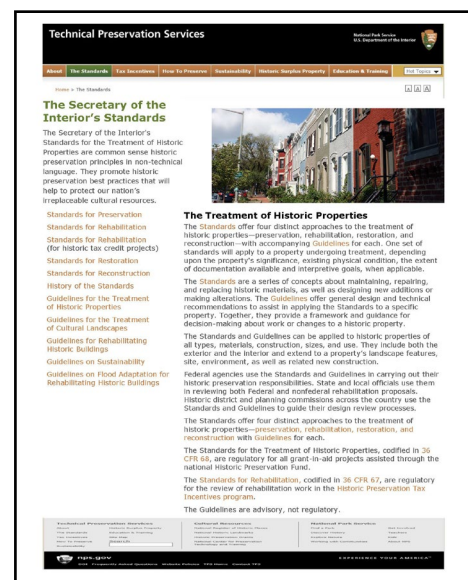 Technical Preservation Services
National Park Service
U.S. Department of the Interior
About The Standards Tax Incentives How To Preserve Sustainability Historic Surplus Property Education & Training Hot Topics
Home » The Standards
A A A
The Secretary of the
Interior's Standards
The Secretary of the Interior's
Standards for the Treatment of Historic
Properties are common sense historic
preservation principles in non-technical
language. They promote historic
preservation best practices that will
help to protect our nation's
irreplaceable cultural resources.
Standards for Preservation
Standards for Rehabilitation
Standards for Rehabilitation
(for historic tax credit projects)
Standards for Restoration
Standards for Reconstruction
History of the Standards
Guidelines for the Treatment
of Historic Properties
Guidelines for the Treatment
of Cultural Landscapes
Guidelines for Rehabilitating
Historic Buildings
Guidelines on Sustainability
Guidelines on Flood Adaptation for
Rehabilitating Historic Buildings
The Treatment of Historic Properties
The Standards offer four distinct approaches to the treatment of
historic properties—preservation, rehabilitation, restoration, and
reconstruction—with accompanying Guidelines for each. One set of
standards will apply to a property undergoing treatment, depending
upon the property's significance, existing physical condition, the extent
of documentation available and interpretive goals, when applicable.
The Standards are a series of concepts about maintaining, repairing,
and replacing historic materials, as well as designing new additions or
making alterations. The Guidelines offer general design and technical
recommendations to assist in applying the Standards to a specific
property. Together, they provide a framework and guidance for
decision-making about work or changes to a historic property.
The Standards and Guidelines can be applied to historic properties of
all types, materials, construction, sizes, and use. They include both the
exterior and the interior and extend to a property's landscape features,
site, environment, as well as related new construction.
Federal agencies use the Standards and Guidelines in carrying out their
historic preservation responsibilities. State and local officials use them
in reviewing both Federal and nonfederal rehabilitation proposals.
Historic district and planning commissions across the country use the
Standards and Guidelines to guide their design review processes.
The Standards offer four distinct approaches to the treatment of
historic properties—preservation, rehabilitation, restoration, and
reconstruction with Guidelines for each.
The Standards for the Treatment of Historic Properties, codified in 36
CFR 68, are regulatory for all grant-in-aid projects assisted through the
national Historic Preservation Fund.
The Standards for Rehabilitation, codified in 36 CFR 67, are regulatory
for the review of rehabilitation work in the Historic Preservation Tax
Incentives program.
The Guidelines are advisory, not regulatory.
Technical Preservation Services
Cultural Resources
National Park Service
nps.gov
EXPERIENCE YOUR AMERICA